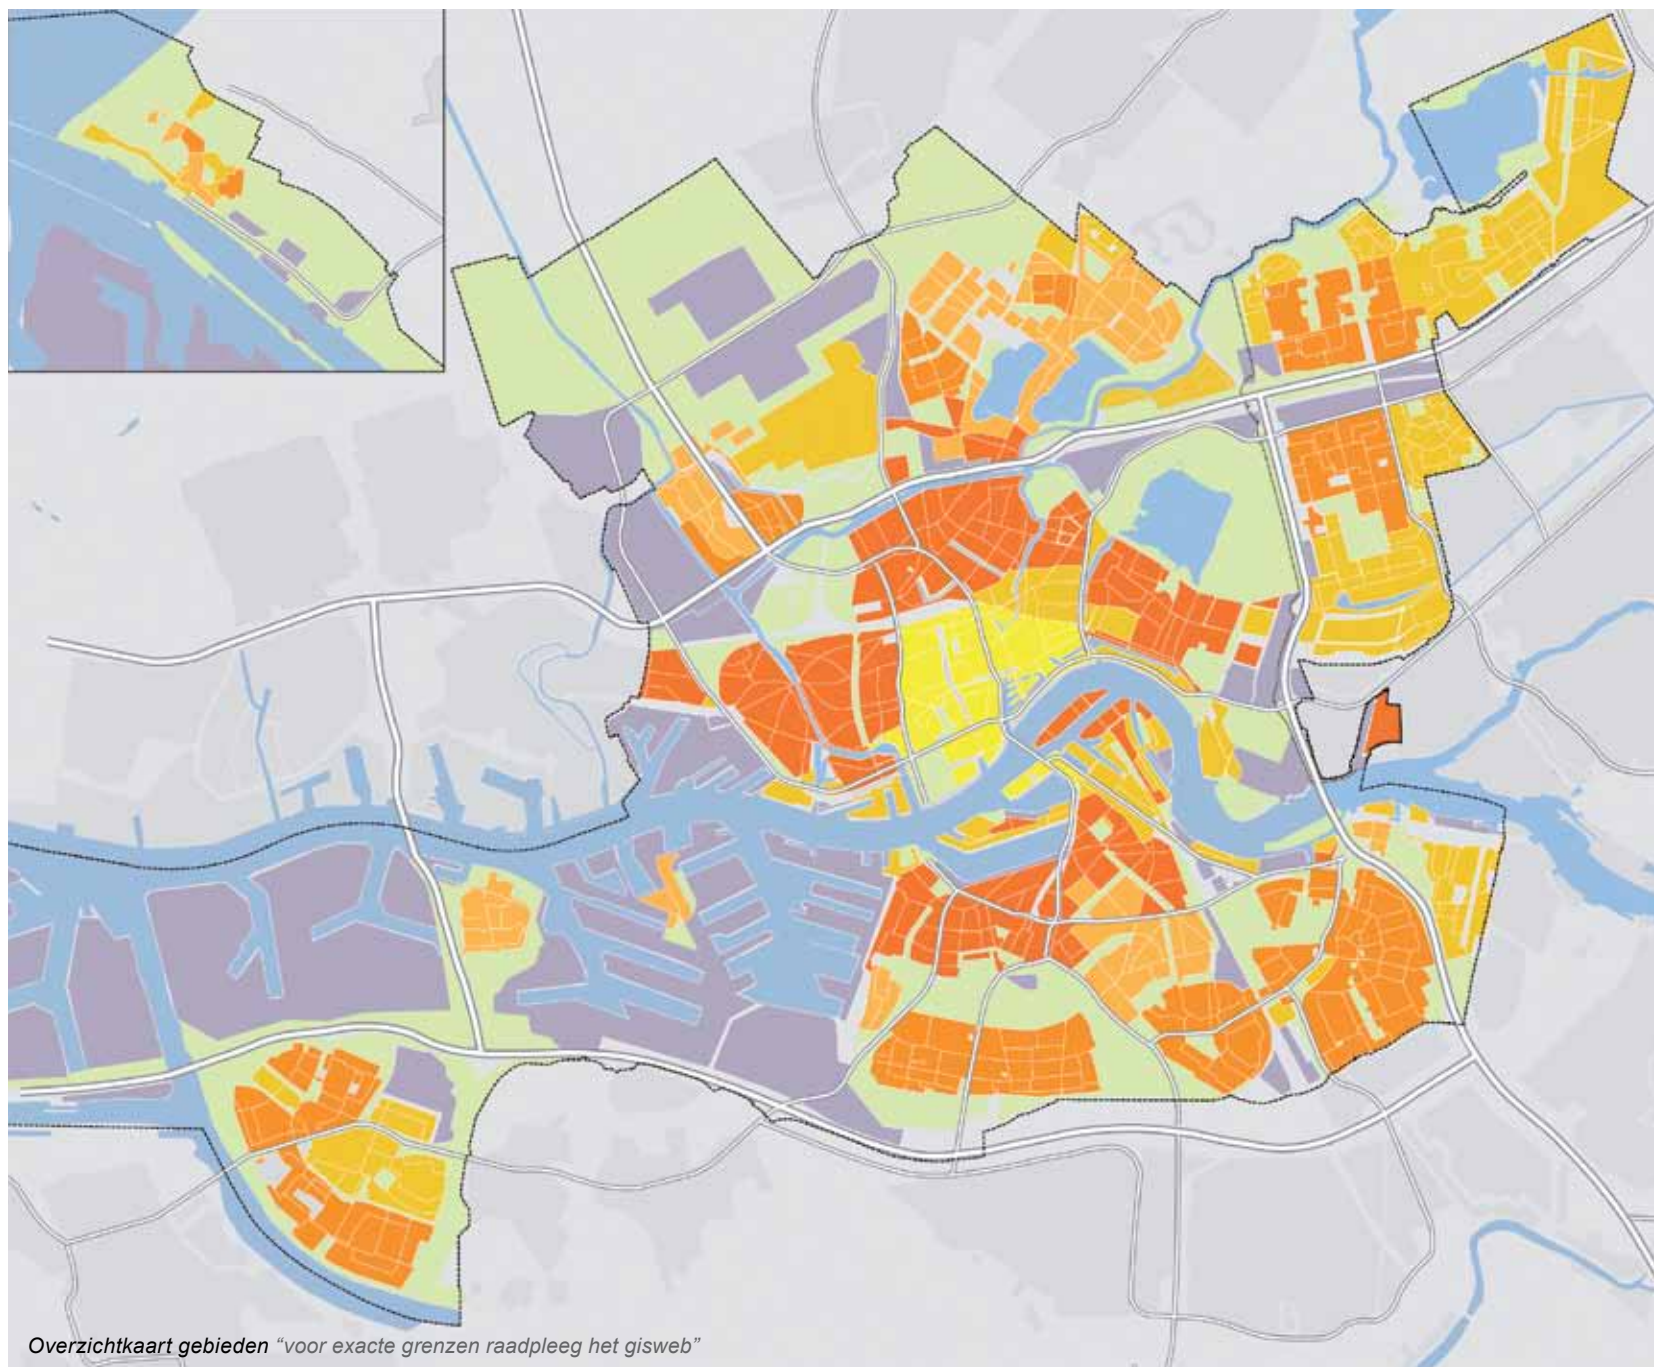 Overzichtkaart gebieden “voor exacte grenzen raadpleeg het gisweb”